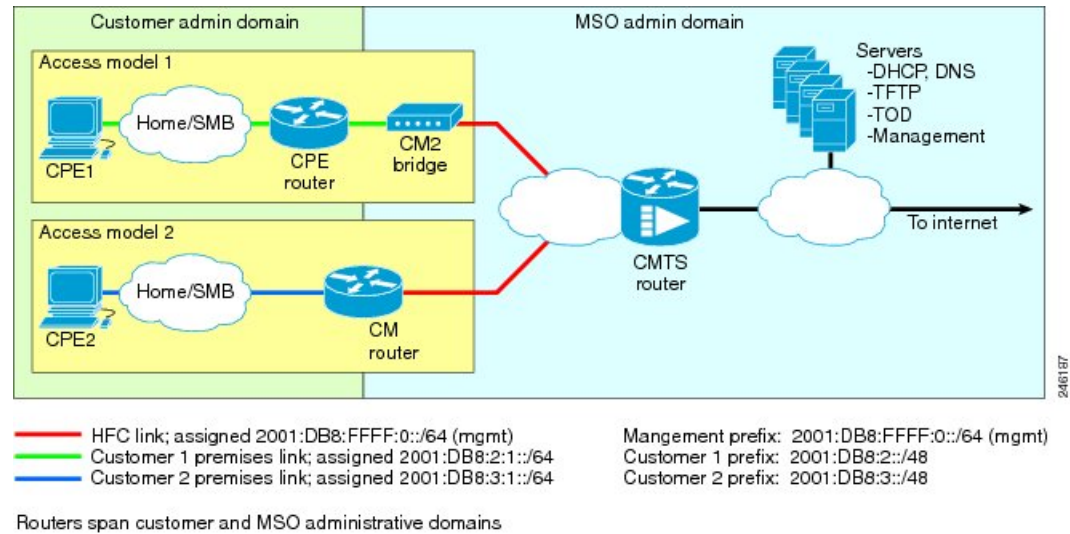 Customer admin domain
MSO admin domain
Access model 1
CPE1
Home/SMB
CPE
router
CM2
bridge
Servers
-DHCP, DNS
-TFTP
-TOD
-Management
CMTS
router
To internet
Access model 2
CPE2
Home/SMB
CM
router
246187
HFC link; assigned 2001:DB8:FFFF:0::/64 (mgmt)
Customer 1 premises link; assigned 2001:DB8:2:1::/64
Customer 2 premises link; assigned 2001:DB8:3:1::/64
Mangement prefix: 2001:DB8:FFFF:0::/64 (mgmt)
Customer 1 prefix: 2001:DB8:2::/48
Customer 2 prefix: 2001:DB8:3::/48
Routers span customer and MSO administrative domains